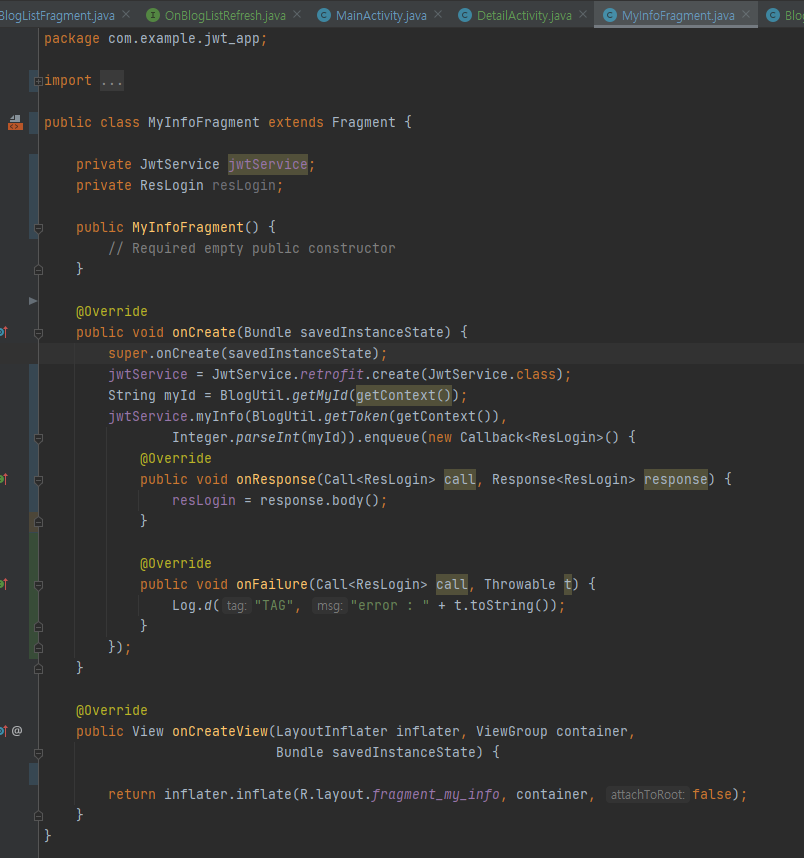 BlogListFragment.java OnBlogListRefresh.java MainActivity.java DetailActivity.java MyInfoFragment.java Blog
package com.example.jwt_app;
import ...
public class MyInfoFragment extends Fragment {
private JwtService jwtService;
private ResLogin resLogin;
public MyInfoFragment() {
// Required empty public constructor
}
@Override
public void onCreate(Bundle savedInstanceState) {
super.onCreate(savedInstanceState);
jwtService = JwtService.retrofit.create(JwtService.class);
String myId = BlogUtil.getMyId(getContext());
jwtService.myInfo(BlogUtil.getToken(getContext()),
Integer.parseInt(myId)).enqueue(new Callback<ResLogin>() {
@Override
public void onResponse(Call<ResLogin> call, Response<ResLogin> response) {
resLogin = response.body();
}
@Override
public void onFailure(Call<ResLogin> call, Throwable t) {
Log.d( tag: "TAG", msg: "error : " + t.toString());
}
});
}
@Override
public View onCreateView(LayoutInflater inflater, ViewGroup container,
Bundle savedInstanceState) {
return inflater.inflate(R.layout.fragment_my_info, container, attachToRoot: false);
}
}